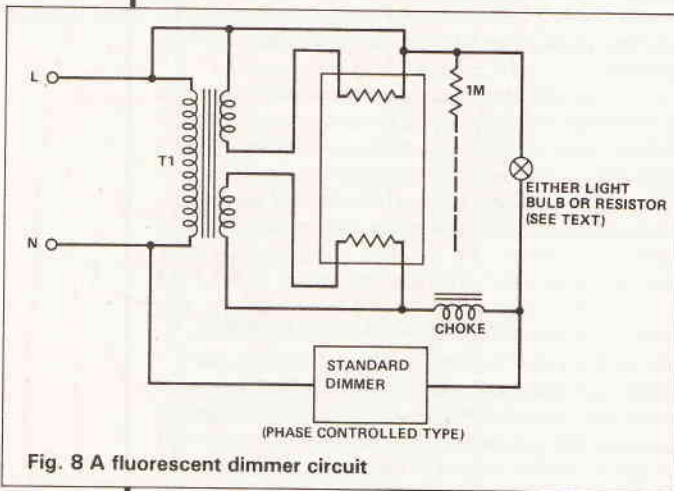 L
1M
T1
EITHER LIGHT
BULB OR RESISTOR
(SEE TEXT)
N
CHOKE
STANDARD
DIMMER
(PHASE CONTROLLED TYPE)
Fig. 8 A fluorescent dimmer circuit